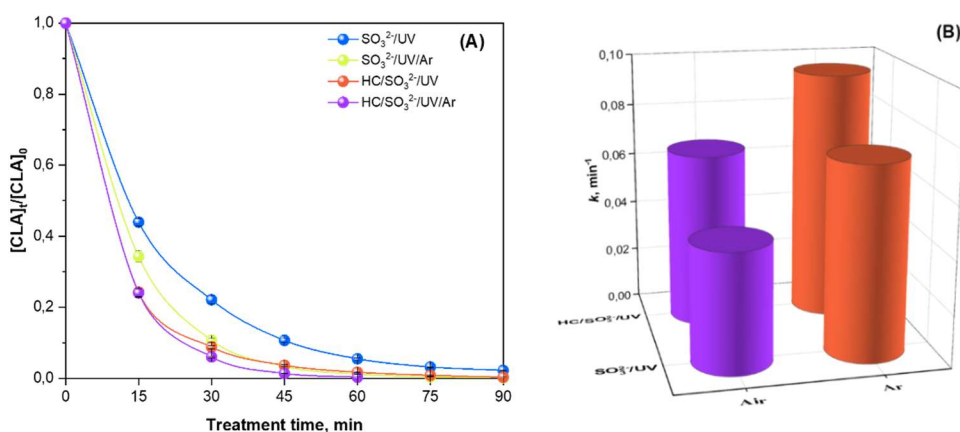 (A)
SO₃²⁻/UV
SO₃²⁻/UV/Ar
HC/SO₃²⁻/UV
HC/SO₃²⁻/UV/Ar
1,0
0,8
0,6
0,4
0,2
0,0
[CLA]t/[CLA]0
0 15 30 45 60 75 90
Treatment time, min
(B)
0,10
0,08
0,06
0,04
0,02
0,00
k, min⁻¹
HC/SO₃²⁻/UV
SO₃²⁻/UV
Air
Ar